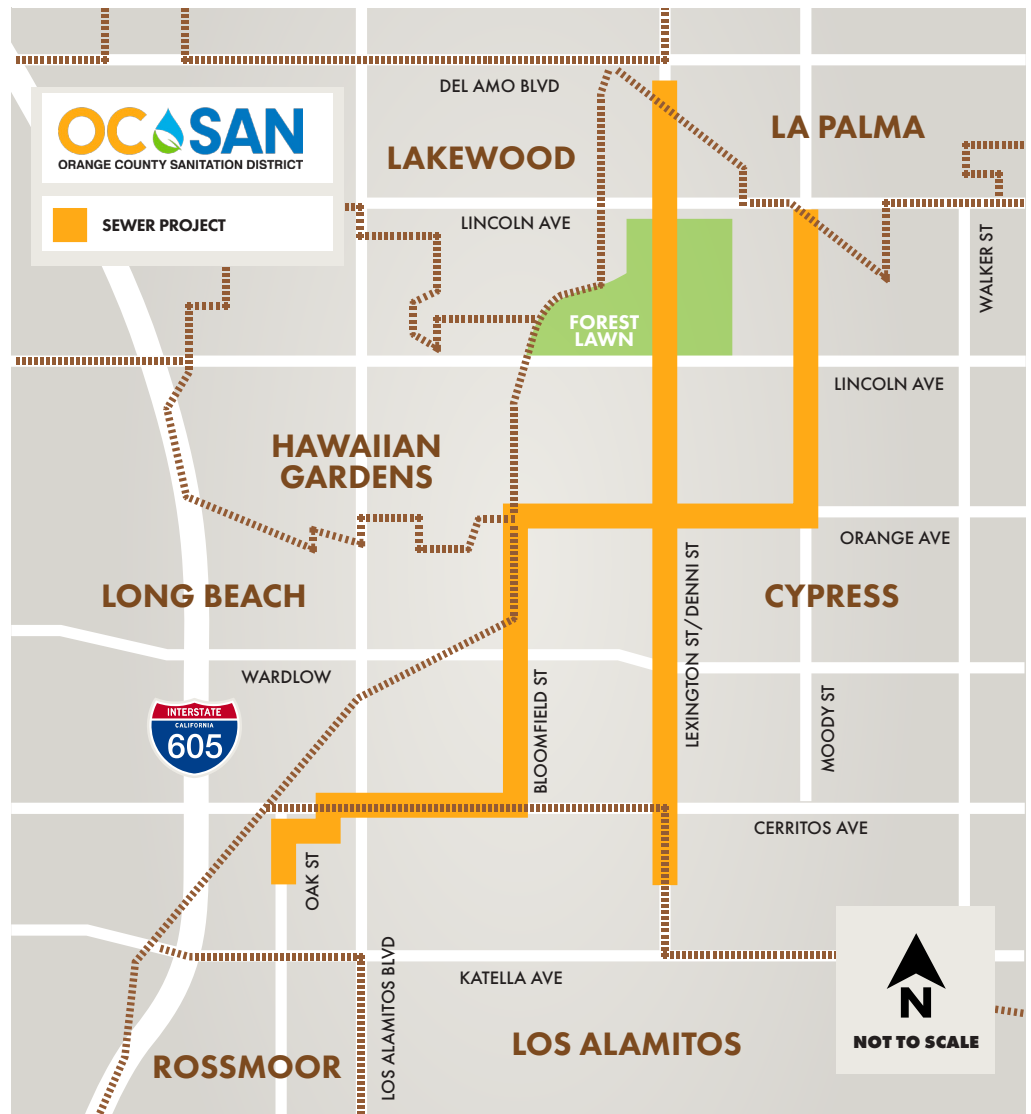 DEL AMO BLVD
OC SAN
ORANGE COUNTY SANITATION DISTRICT
LA PALMA
LAKEWOOD
SEWER PROJECT
LINCOLN AVE
WALKER ST
FOREST
LAWN
LINCOLN AVE
HAWAIIAN
GARDENS
ORANGE AVE
LONG BEACH
CYPRESS
LEXINGTON ST/DENNI ST
WARDLOW
BLOOMFIELD ST
MOODY ST
INTERSTATE
CALIFORNIA
605
CERRITOS AVE
OAK ST
LOS ALAMITOS BLVD
KATELLA AVE
N
NOT TO SCALE
LOS ALAMITOS
ROSSMOOR